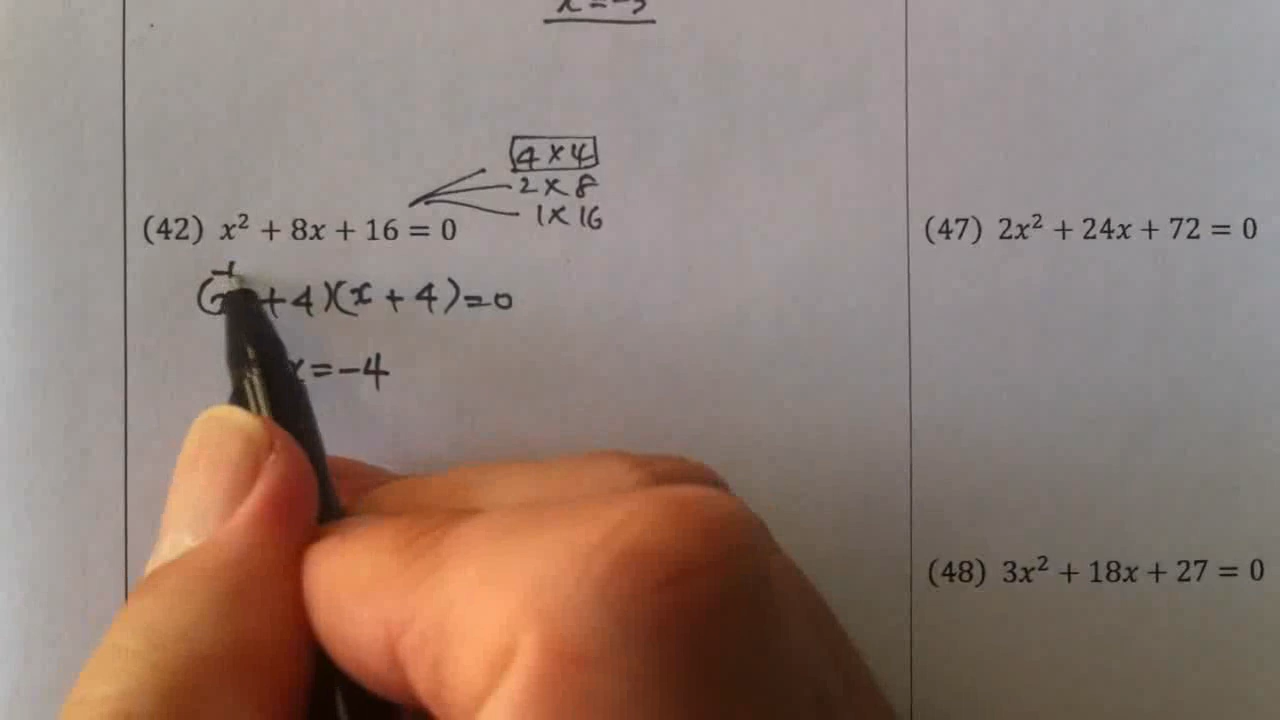 4 × 4
2 × 8
1 × 16
(42) x² + 8x + 16 = 0
+4)(x + 4) = 0
x = -4
(47) 2x² + 24x + 72 = 0
(48) 3x² + 18x + 27 = 0